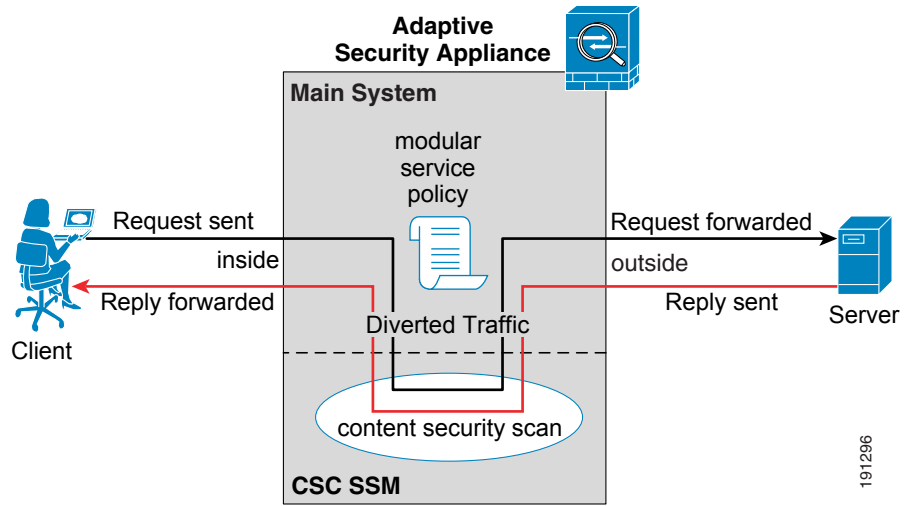 Adaptive
Security Appliance
Main System
modular
service
policy
Request sent
Request forwarded
inside
outside
Reply forwarded
Reply sent
Diverted Traffic
Client
Server
content security scan
CSC SSM
191296